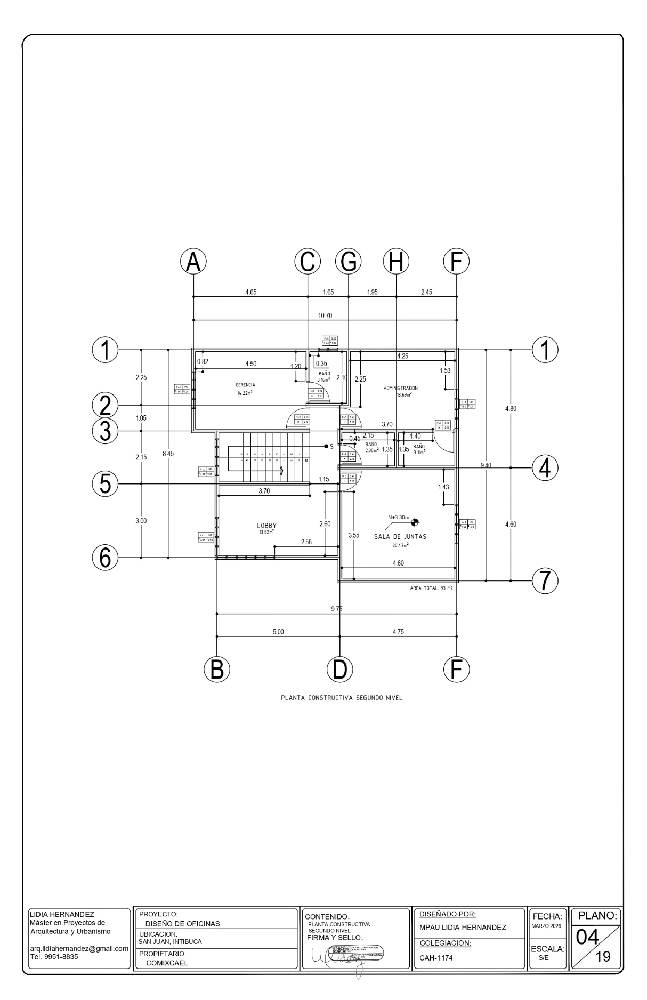 A C G H F
4.65 1.65 1.95 2.45
10.70
1 1
2
3
5
6
4
7
2.25
1.05
2.15
3.00
8.45
4.80
4.60
9.40
0.82
4.50
1.20
0.35
BAÑO
3.16m²
2.10
2.25
4.25
1.53
GERENCIA
14.22m²
ADMINISTRACION
13.69m²
3.70
0.45
2.15
BAÑO
2.90m²
1.35
1.35
1.40
BAÑO
3.11m²
S
1.15
3.70
2.60
LOBBY
13.82m²
2.58
3.55
1.43
N±3.30m
SALA DE JUNTAS
20.47m²
4.60
AREA TOTAL: 93 M2
9.75
5.00 4.75
B D F
PLANTA CONSTRUCTIVA SEGUNDO NIVEL
LIDIA HERNANDEZ
Máster en Proyectos de
Arquitectura y Urbanismo
arq.lidiahernandez@gmail.com
Tel. 9951-8835
PROYECTO:
DISEÑO DE OFICINAS
UBICACION:
SAN JUAN, INTIBUCA
PROPIETARIO:
COMIXCAEL
CONTENIDO:
PLANTA CONSTRUCTIVA
SEGUNDO NIVEL
FIRMA Y SELLO:
DISEÑADO POR:
MPAU LIDIA HERNANDEZ
COLEGIACION:
CAH-1174
FECHA:
MARZO 2026
ESCALA:
S/E
PLANO:
04
19